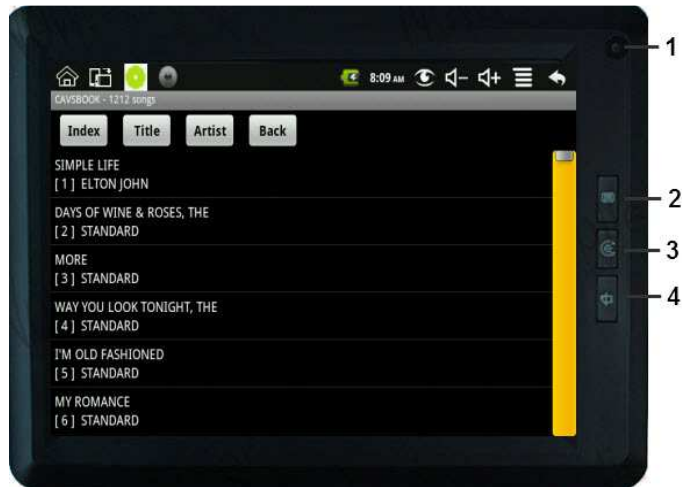 1
8:09 AM
CAVSBOOK - 1212 songs
Index Title Artist Back
SIMPLE LIFE
[ 1 ] ELTON JOHN
2
DAYS OF WINE & ROSES, THE
[ 2 ] STANDARD
3
MORE
[ 3 ] STANDARD
4
WAY YOU LOOK TONIGHT, THE
[ 4 ] STANDARD
I'M OLD FASHIONED
[ 5 ] STANDARD
MY ROMANCE
[ 6 ] STANDARD